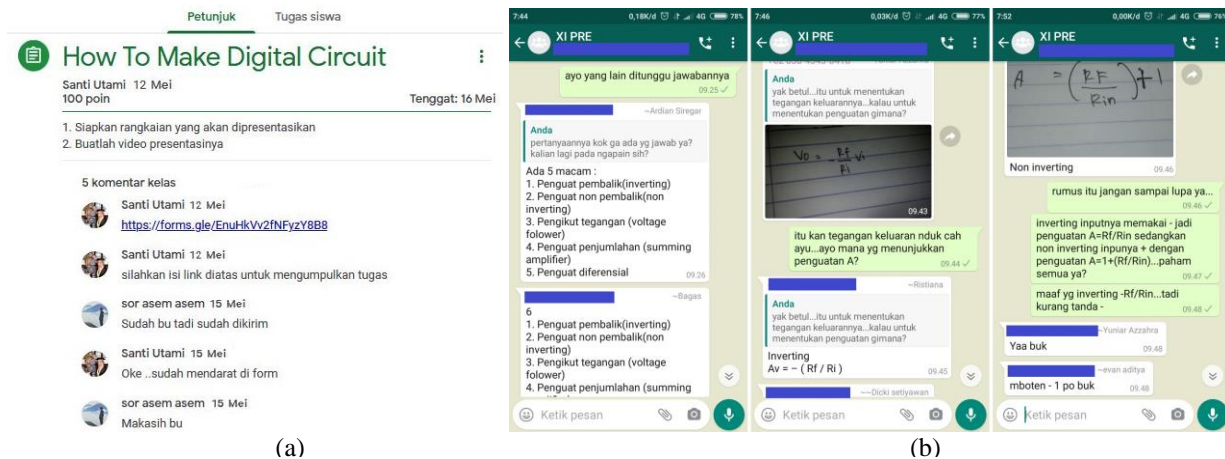 Petunjuk
Tugas siswa
How To Make Digital Circuit
Santi Utami 12 Mei
100 poin
Tenggat: 16 Mei
1. Siapkan rangkaian yang akan dipresentasikan
2. Buatlah video presentasinya
5 komentar kelas
Santi Utami 12 Mei
https://forms.gle/EnuHkVv2fNFyzY8B8
Santi Utami 12 Mei
silahkan isi link diatas untuk mengumpulkan tugas
sor asem asem 15 Mei
Sudah bu tadi sudah dikirim
Santi Utami 15 Mei
Oke ..sudah mendarat di form
sor asem asem 15 Mei
Makasih bu
(a)
7:44
0,18K/d
4G
78%
XI PRE
ayo yang lain ditunggu jawabannya
09.25
~Ardian Siregar
Anda
pertanyaannya kok ga ada yg jawab ya?
kalian lagi pada ngapain sih?
Ada 5 macam :
1. Penguat pembalik(inverting)
2. Penguat non pembalik(non
inverting)
3. Pengikut tegangan (voltage
folower)
4. Penguat penjumlahan (summing
amplifier)
5. Penguat diferensial
09.26
~Bagas
6
1. Penguat pembalik(inverting)
2. Penguat non pembalik(non
inverting)
3. Pengikut tegangan (voltage
folower)
4. Penguat penjumlahan (summing
Ketik pesan
7:46
0,03K/d
4G
77%
XI PRE
Anda
yak betul...itu untuk menentukan
tegangan keluarannya...kalau untuk
menentukan penguatan gimana?
Vo = - Rf/Ri Vi
09.43
itu kan tegangan keluaran nduk cah
ayu...ayo mana yg menunjukkan
penguatan A?
09.44
~Ristiana
Anda
yak betul...itu untuk menentukan
tegangan keluarannya...kalau untuk
menentukan penguatan gimana?
Inverting
Av = – ( Rf / Ri )
09.45
~~Dicki setiyawan
Ketik pesan
7:52
0,00K/d
4G
76%
XI PRE
A = (RF/Rin) + 1
Non inverting
09.46
rumus itu jangan sampai lupa ya...
09.46
inverting inputnya memakai - jadi
penguatan A=Rf/Rin sedangkan
non inverting inpunya + dengan
penguatan A=1+(Rf/Rin)...paham
semua ya?
09.47
maaf yg inverting -Rf/Rin...tadi
kurang tanda -
09.48
~Yuniar Azzahra
Yaa buk
09.48
~evan aditya
mboten - 1 po buk
09.48
Ketik pesan
(b)